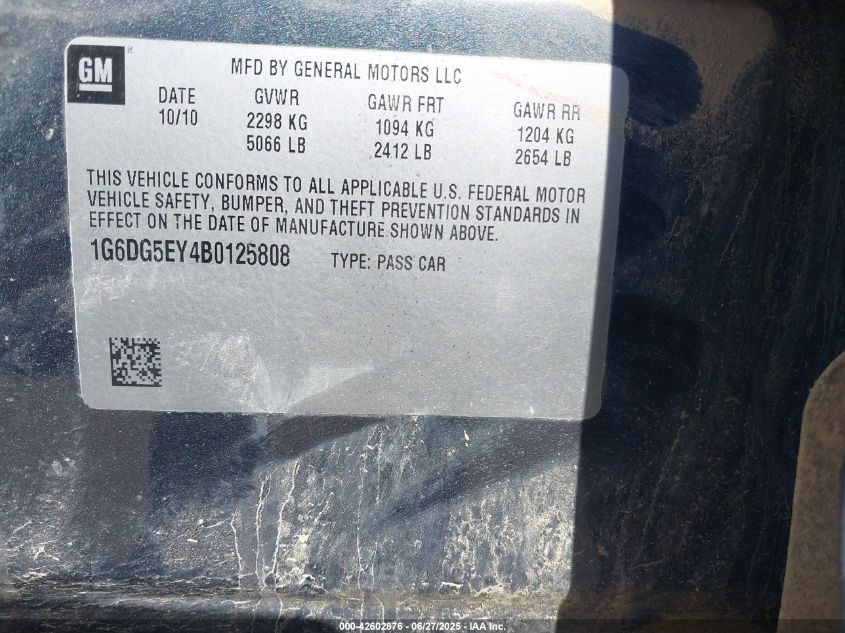 GM
MFD BY GENERAL MOTORS LLC
DATE GVWR GAWR FRT GAWR RR
10/10 2298 KG 1094 KG 1204 KG
5066 LB 2412 LB 2654 LB
THIS VEHICLE CONFORMS TO ALL APPLICABLE U.S. FEDERAL MOTOR
VEHICLE SAFETY, BUMPER, AND THEFT PREVENTION STANDARDS IN
EFFECT ON THE DATE OF MANUFACTURE SHOWN ABOVE.
1G6DG5EY4B0125808 TYPE: PASS CAR
000-42602876 - 06/27/2025 - IAA Inc.